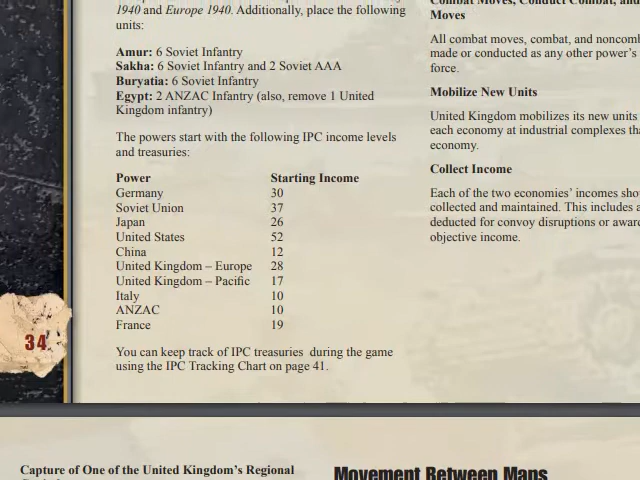 1940 and Europe 1940. Additionally, place the following
units:
Amur: 6 Soviet Infantry
Sakha: 6 Soviet Infantry and 2 Soviet AAA
Buryatia: 6 Soviet Infantry
Egypt: 2 ANZAC Infantry (also, remove 1 United
Kingdom infantry)
The powers start with the following IPC income levels
and treasuries:
Power Starting Income
Germany 30
Soviet Union 37
Japan 26
United States 52
China 12
United Kingdom – Europe 28
United Kingdom – Pacific 17
Italy 10
ANZAC 10
France 19
You can keep track of IPC treasuries during the game
using the IPC Tracking Chart on page 41.
34
Combat Moves, Conduct Combat, and
Moves
All combat moves, combat, and noncomb
made or conducted as any other power's
force.
Mobilize New Units
United Kingdom mobilizes its new units
each economy at industrial complexes tha
economy.
Collect Income
Each of the two economies' incomes shou
collected and maintained. This includes a
deducted for convoy disruptions or award
objective income.
Capture of One of the United Kingdom's Regional
Movement Between Maps